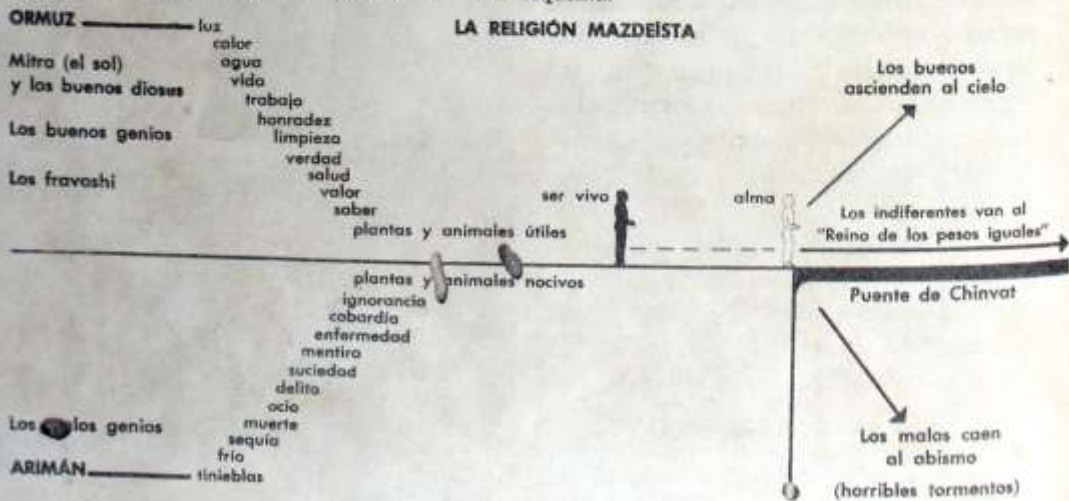 ORMUZ
luz
LA RELIGIÓN MAZDEÍSTA
calor
Mitra (el sol)
y los buenos dioses
agua
vida
trabajo
Los buenos genios
honradez
limpieza
verdad
Los fravashi
salud
valor
saber
plantas y animales útiles
ser vivo
alma
Los buenos
ascienden al cielo
Los indiferentes van al
"Reino de los pesos iguales"
Puente de Chinvat
plantas y animales nocivos
ignorancia
cobardía
enfermedad
mentira
suciedad
delito
ocio
Los los genios
muerte
sequía
frío
ARIMÁN
tinieblas
Los malos caen
al abismo
(horribles tormentos)